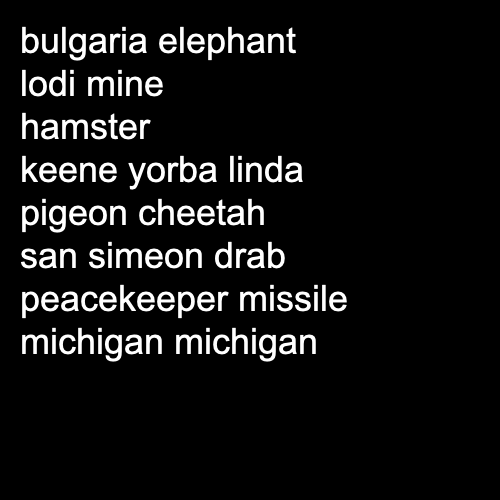 bulgaria elephant
lodi mine
hamster
keene yorba linda
pigeon cheetah
san simeon drab
peacekeeper missile
michigan michigan